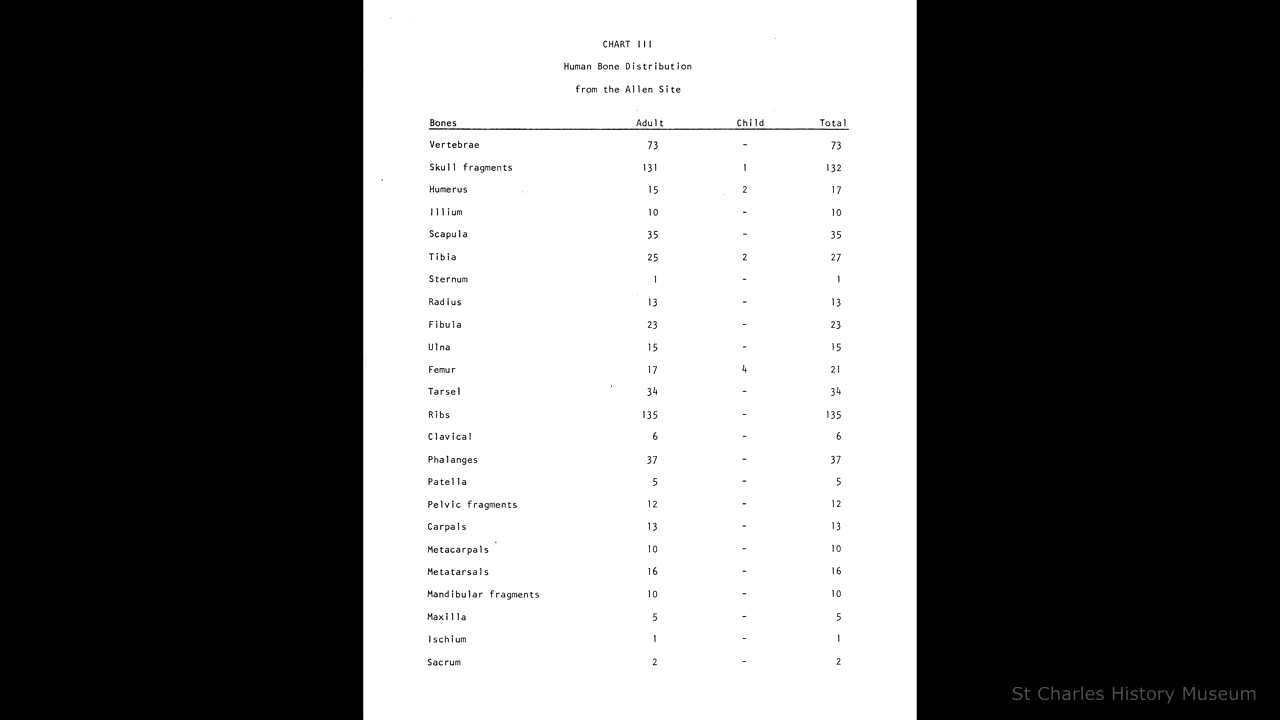 CHART III
Human Bone Distribution
from the Allen Site
Bones Adult Child Total
Vertebrae 73 - 73
Skull fragments 131 1 132
Humerus 15 2 17
Illium 10 - 10
Scapula 35 - 35
Tibia 25 2 27
Sternum 1 - 1
Radius 13 - 13
Fibula 23 - 23
Ulna 15 - 15
Femur 17 4 21
Tarsel 34 - 34
Ribs 135 - 135
Clavical 6 - 6
Phalanges 37 - 37
Patella 5 - 5
Pelvic fragments 12 - 12
Carpals 13 - 13
Metacarpals 10 - 10
Metatarsals 16 - 16
Mandibular fragments 10 - 10
Maxilla 5 - 5
Ischium 1 - 1
Sacrum 2 - 2
St Charles History Museum